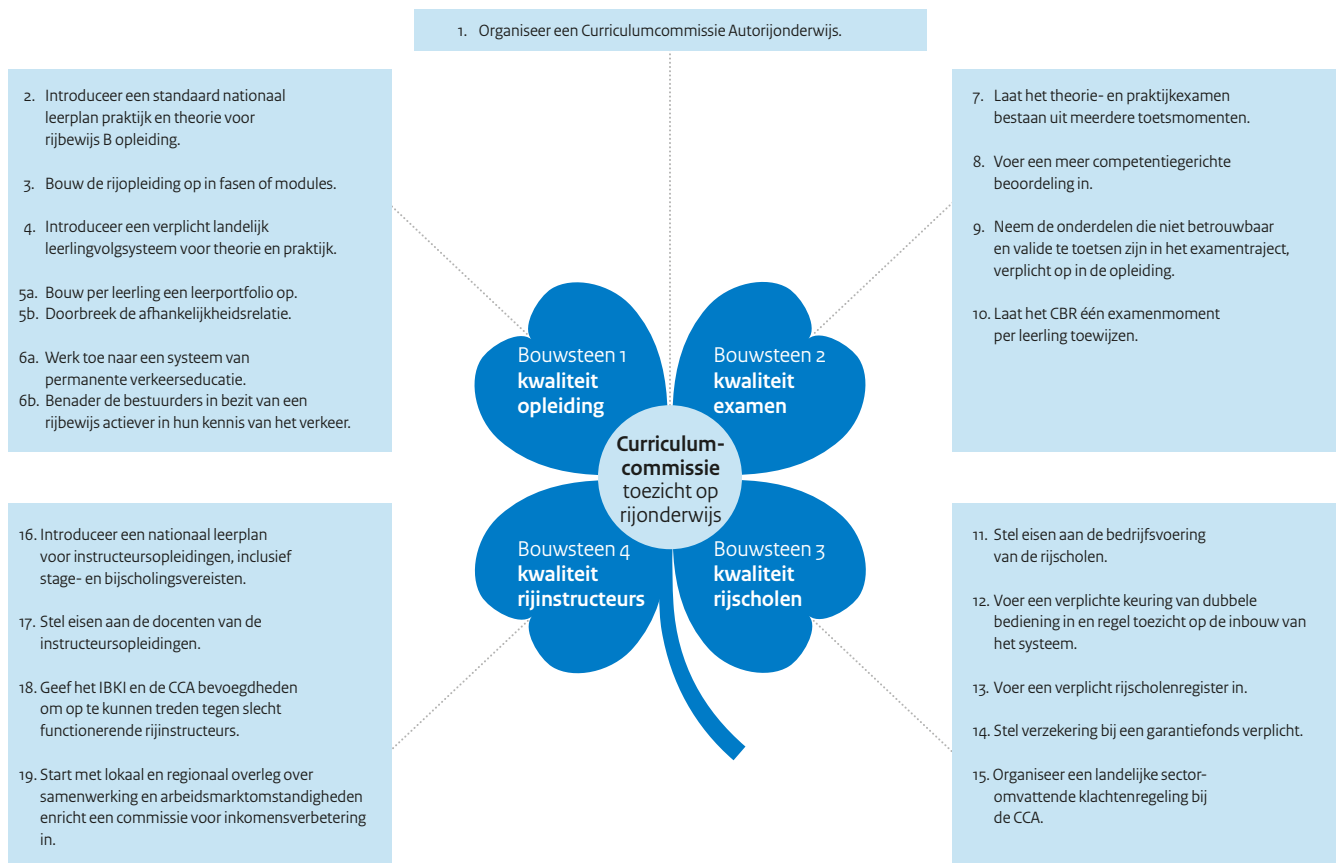 1. Organiseer een Curriculumcommissie Autorijonderwijs.
2. Introduceer een standaard nationaal
leerplan praktijk en theorie voor
rijbewijs B opleiding.
3. Bouw de rijopleiding op in fasen of modules.
4. Introduceer een verplicht landelijk
leerlingvolgsysteem voor theorie en praktijk.
5a. Bouw per leerling een leerportfolio op.
5b. Doorbreek de afhankelijkheidsrelatie.
6a. Werk toe naar een systeem van
permanente verkeerseducatie.
6b. Benader de bestuurders in bezit van een
rijbewijs actiever in hun kennis van het verkeer.
7. Laat het theorie- en praktijkexamen
bestaan uit meerdere toetsmomenten.
8. Voer een meer competentiegerichte
beoordeling in.
9. Neem de onderdelen die niet betrouwbaar
en valide te toetsen zijn in het examentraject,
verplicht op in de opleiding.
10. Laat het CBR één examenmoment
per leerling toewijzen.
Bouwsteen 1
kwaliteit
opleiding
Bouwsteen 2
kwaliteit
examen
Curriculum-
commissie
toezicht op
rijonderwijs
Bouwsteen 4
kwaliteit
rijinstructeurs
Bouwsteen 3
kwaliteit
rijscholen
16. Introduceer een nationaal leerplan
voor instructeursopleidingen, inclusief
stage- en bijscholingsvereisten.
17. Stel eisen aan de docenten van de
instructeursopleidingen.
18. Geef het IBKI en de CCA bevoegdheden
om op te kunnen treden tegen slecht
functionerende rijinstructeurs.
19. Start met lokaal en regionaal overleg over
samenwerking en arbeidsmarktomstandigheden
enricht een commissie voor inkomensverbetering
in.
11. Stel eisen aan de bedrijfsvoering
van de rijscholen.
12. Voer een verplichte keuring van dubbele
bediening in en regel toezicht op de inbouw van
het systeem.
13. Voer een verplicht rijscholenregister in.
14. Stel verzekering bij een garantiefonds verplicht.
15. Organiseer een landelijke sector-
omvattende klachtenregeling bij
de CCA.